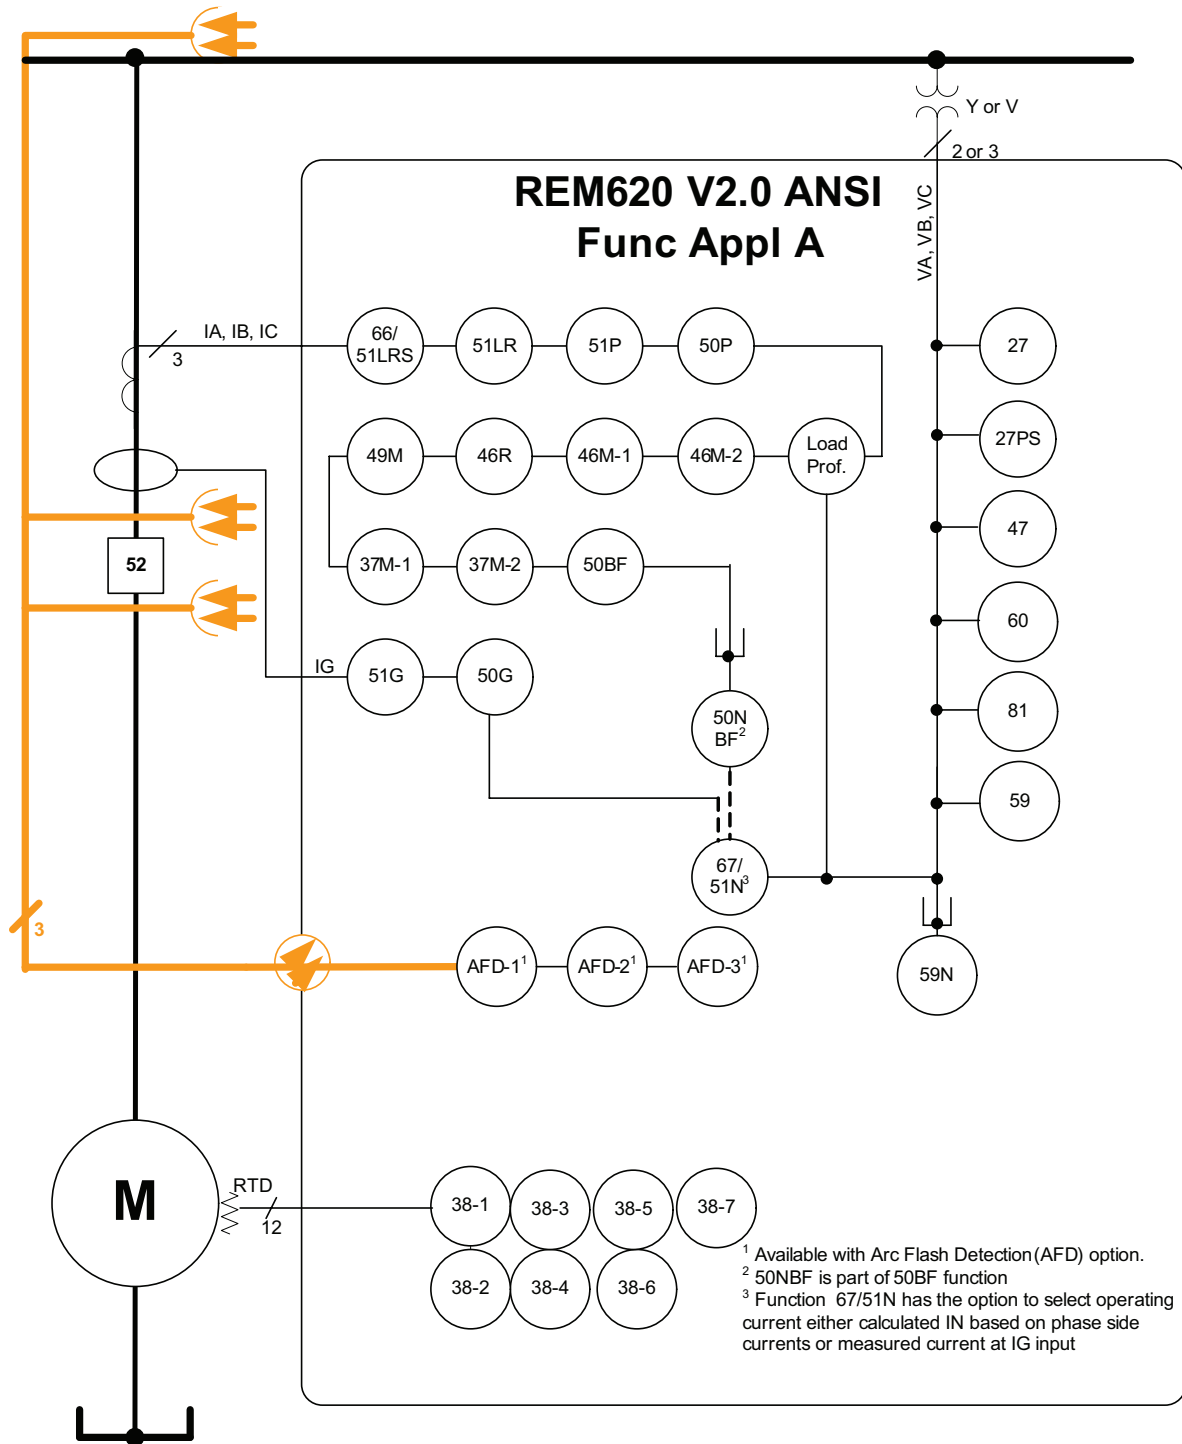 Y or V
2 or 3
REM620 V2.0 ANSI
Func Appl A
VA, VB, VC
IA, IB, IC
3
66/
51LRS
51LR
51P
50P
27
49M
46R
46M-1
46M-2
Load
Prof.
27PS
52
37M-1
37M-2
50BF
47
60
IG
51G
50G
50N
BF²
81
59
67/
51N³
3
AFD-1¹
AFD-2¹
AFD-3¹
59N
M
RTD
12
38-1
38-3
38-5
38-7
38-2
38-4
38-6
¹ Available with Arc Flash Detection (AFD) option.
² 50NBF is part of 50BF function
³ Function 67/51N has the option to select operating
current either calculated IN based on phase side
currents or measured current at IG input